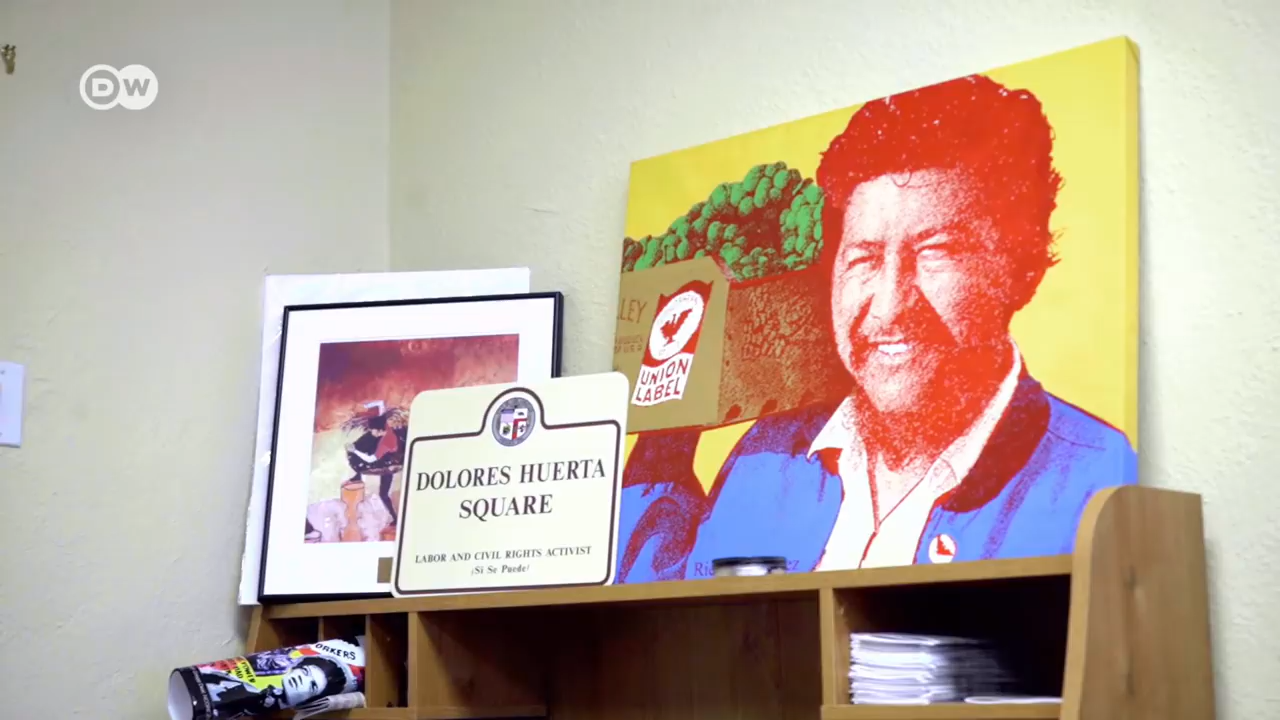 DW
LEY
UNION
LABEL
DOLORES HUERTA
SQUARE
LABOR AND CIVIL RIGHTS ACTIVIST
¡Si Se Puede!
ORKERS